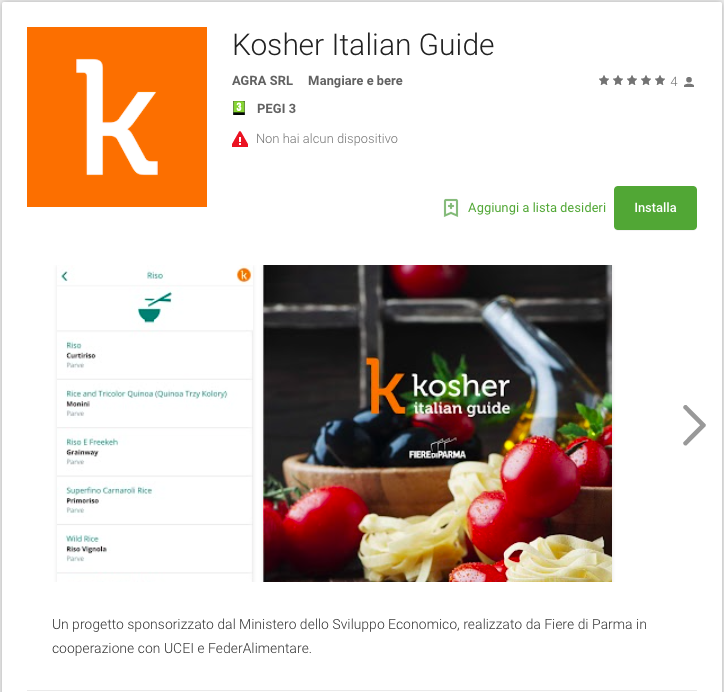 k
Kosher Italian Guide
AGRA SRL Mangiare e bere
4
3 PEGI 3
Non hai alcun dispositivo
Aggiungi a lista desideri
Installa
Riso
k
Riso
Curtiriso
Parve
Rice and Tricolor Quinoa (Quinoa Trzy Kolory)
Monini
Parve
Riso E Freekeh
Grainway
Parve
Superfino Carnaroli Rice
Primoriso
Parve
Wild Rice
Riso Vignola
Parve
k kosher
italian guide
FIERE DI PARMA
Un progetto sponsorizzato dal Ministero dello Sviluppo Economico, realizzato da Fiere di Parma in
cooperazione con UCEI e FederAlimentare.